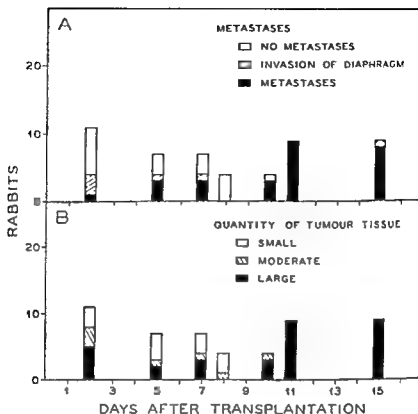 A
METASTASES
NO METASTASES
INVASION OF DIAPHRAGM
METASTASES
20
10
B
QUANTITY OF TUMOUR TISSUE
SMALL
MODERATE
LARGE
20
10
0
RABBITS
1 3 5 7 9 11 15
DAYS AFTER TRANSPLANTATION